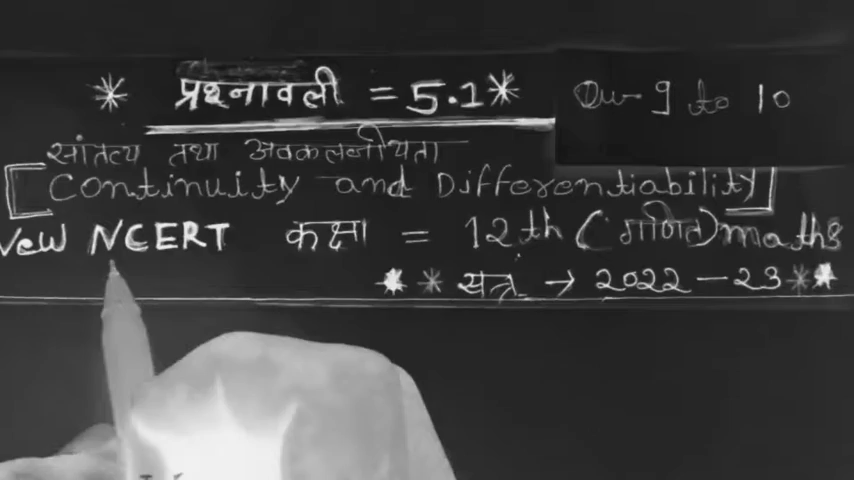 * प्रश्नावली = 5.1 * Qu- 9 to 10
सांतत्य तथा अवकलनीयता
[Continuity and Differentiability]
New NCERT कक्षा = 12th (गणित) maths
* * सत्र → 2022-23 * *